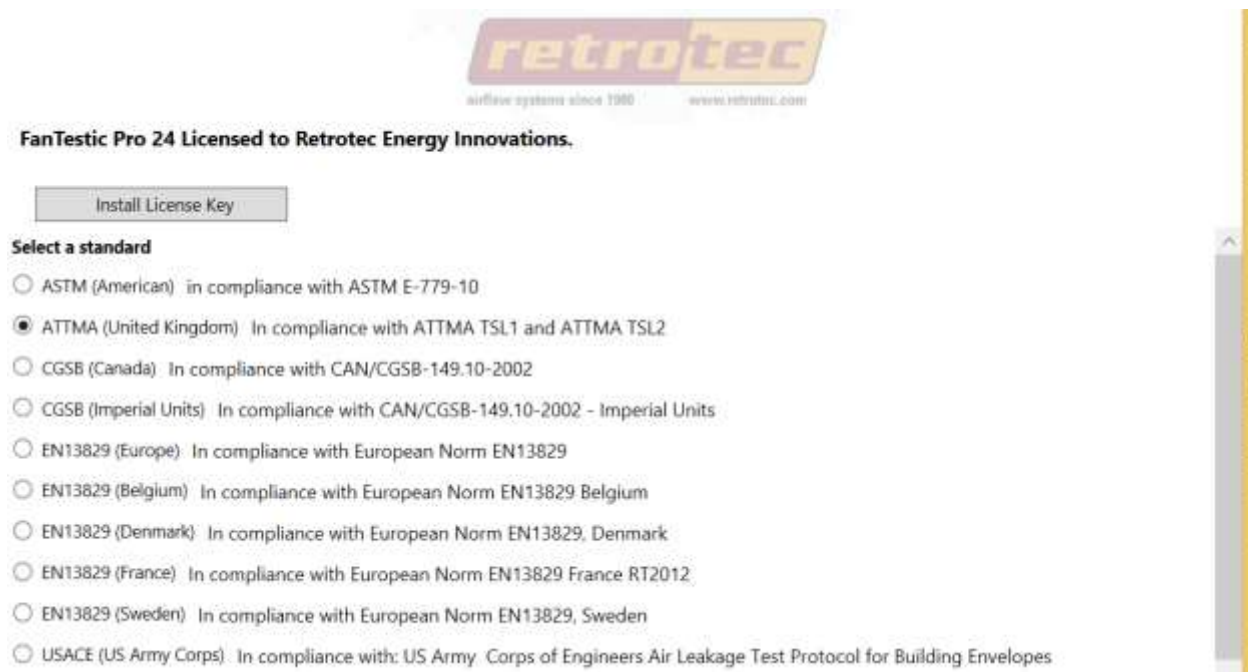 retrotec
airflow systems since 1980 www.retrotec.com
FanTestic Pro 24 Licensed to Retrotec Energy Innovations.
Install License Key
Select a standard
ASTM (American) in compliance with ASTM E-779-10
ATTMA (United Kingdom) In compliance with ATTMA TSL1 and ATTMA TSL2
CGSB (Canada) In compliance with CAN/CGSB-149.10-2002
CGSB (Imperial Units) In compliance with CAN/CGSB-149.10-2002 - Imperial Units
EN13829 (Europe) In compliance with European Norm EN13829
EN13829 (Belgium) In compliance with European Norm EN13829 Belgium
EN13829 (Denmark) In compliance with European Norm EN13829, Denmark
EN13829 (France) In compliance with European Norm EN13829 France RT2012
EN13829 (Sweden) In compliance with European Norm EN13829, Sweden
USACE (US Army Corps) In compliance with: US Army Corps of Engineers Air Leakage Test Protocol for Building Envelopes